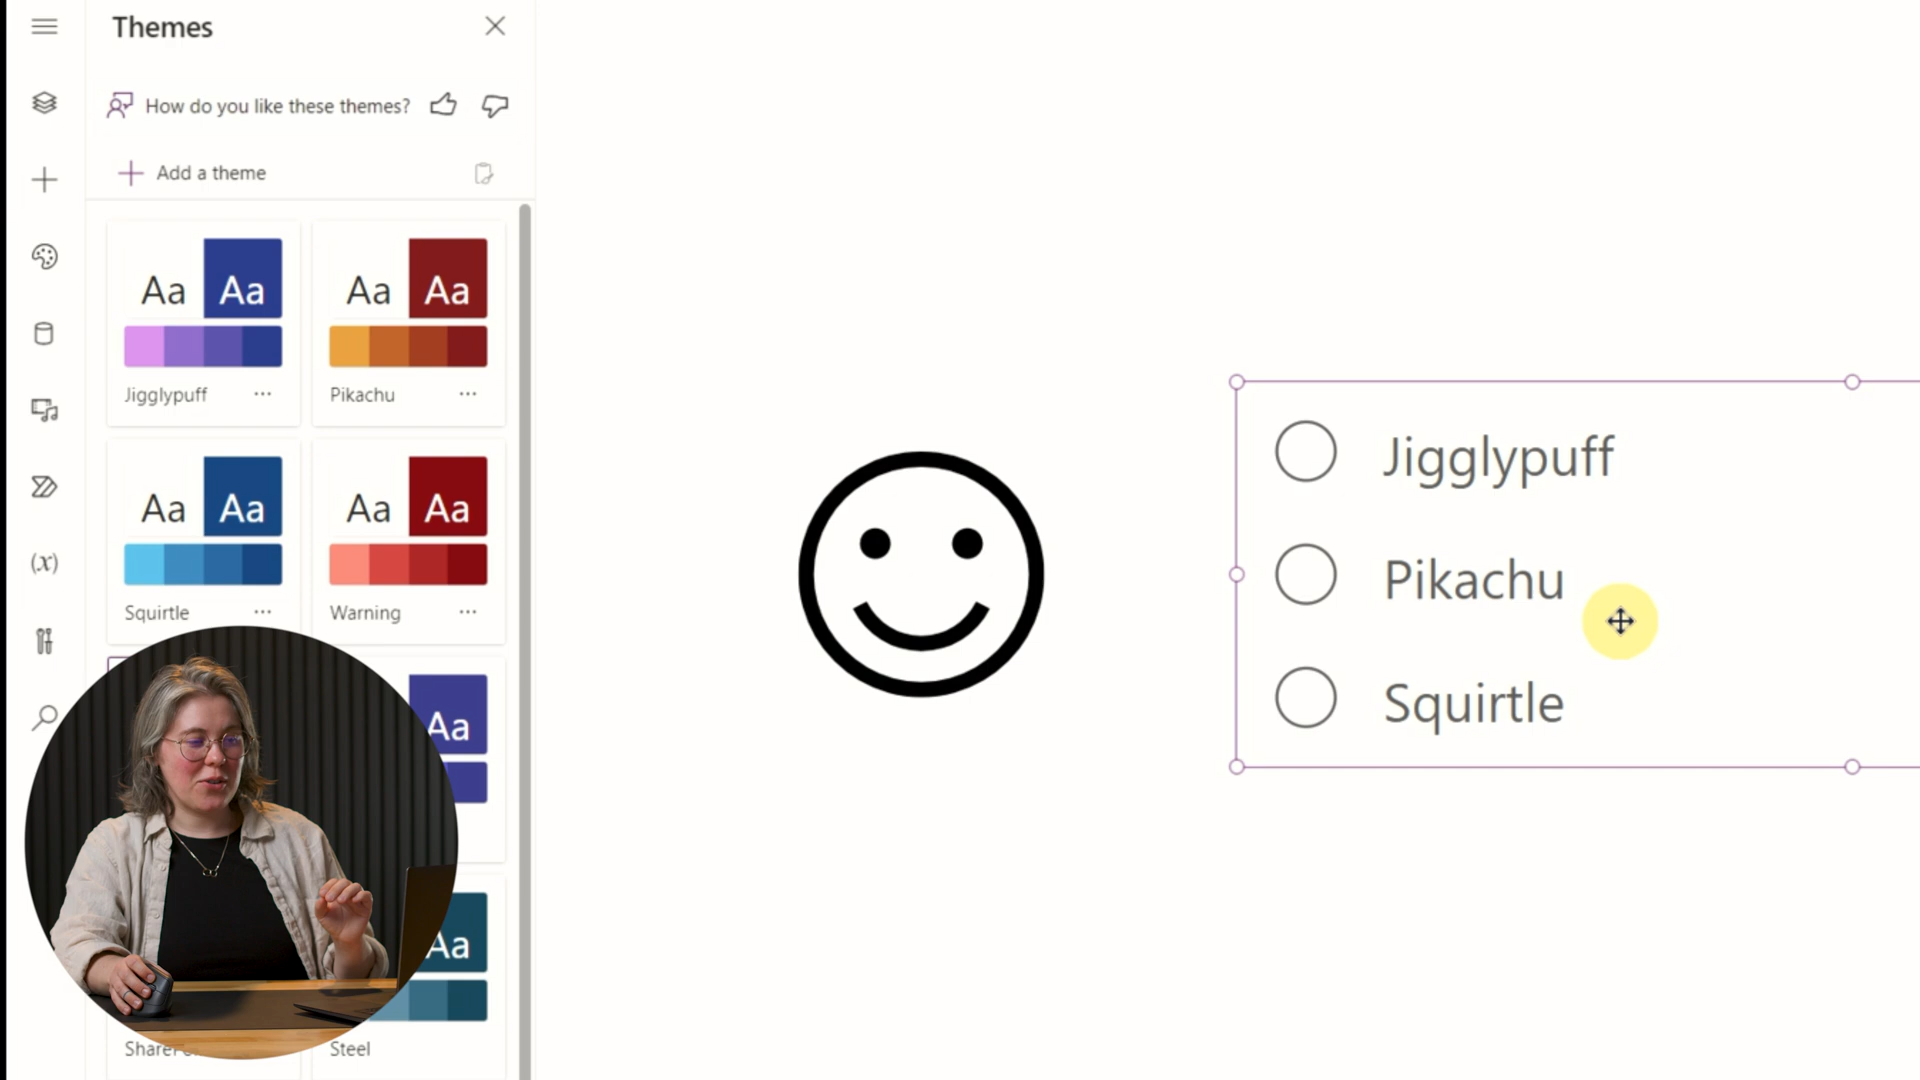 Themes
How do you like these themes?
Add a theme
Aa Aa
Aa Aa
Jigglypuff ...
Pikachu ...
Aa Aa
Aa Aa
Squirtle ...
Warning ...
(x)
Aa
Aa
Steel
Jigglypuff
Pikachu
Squirtle